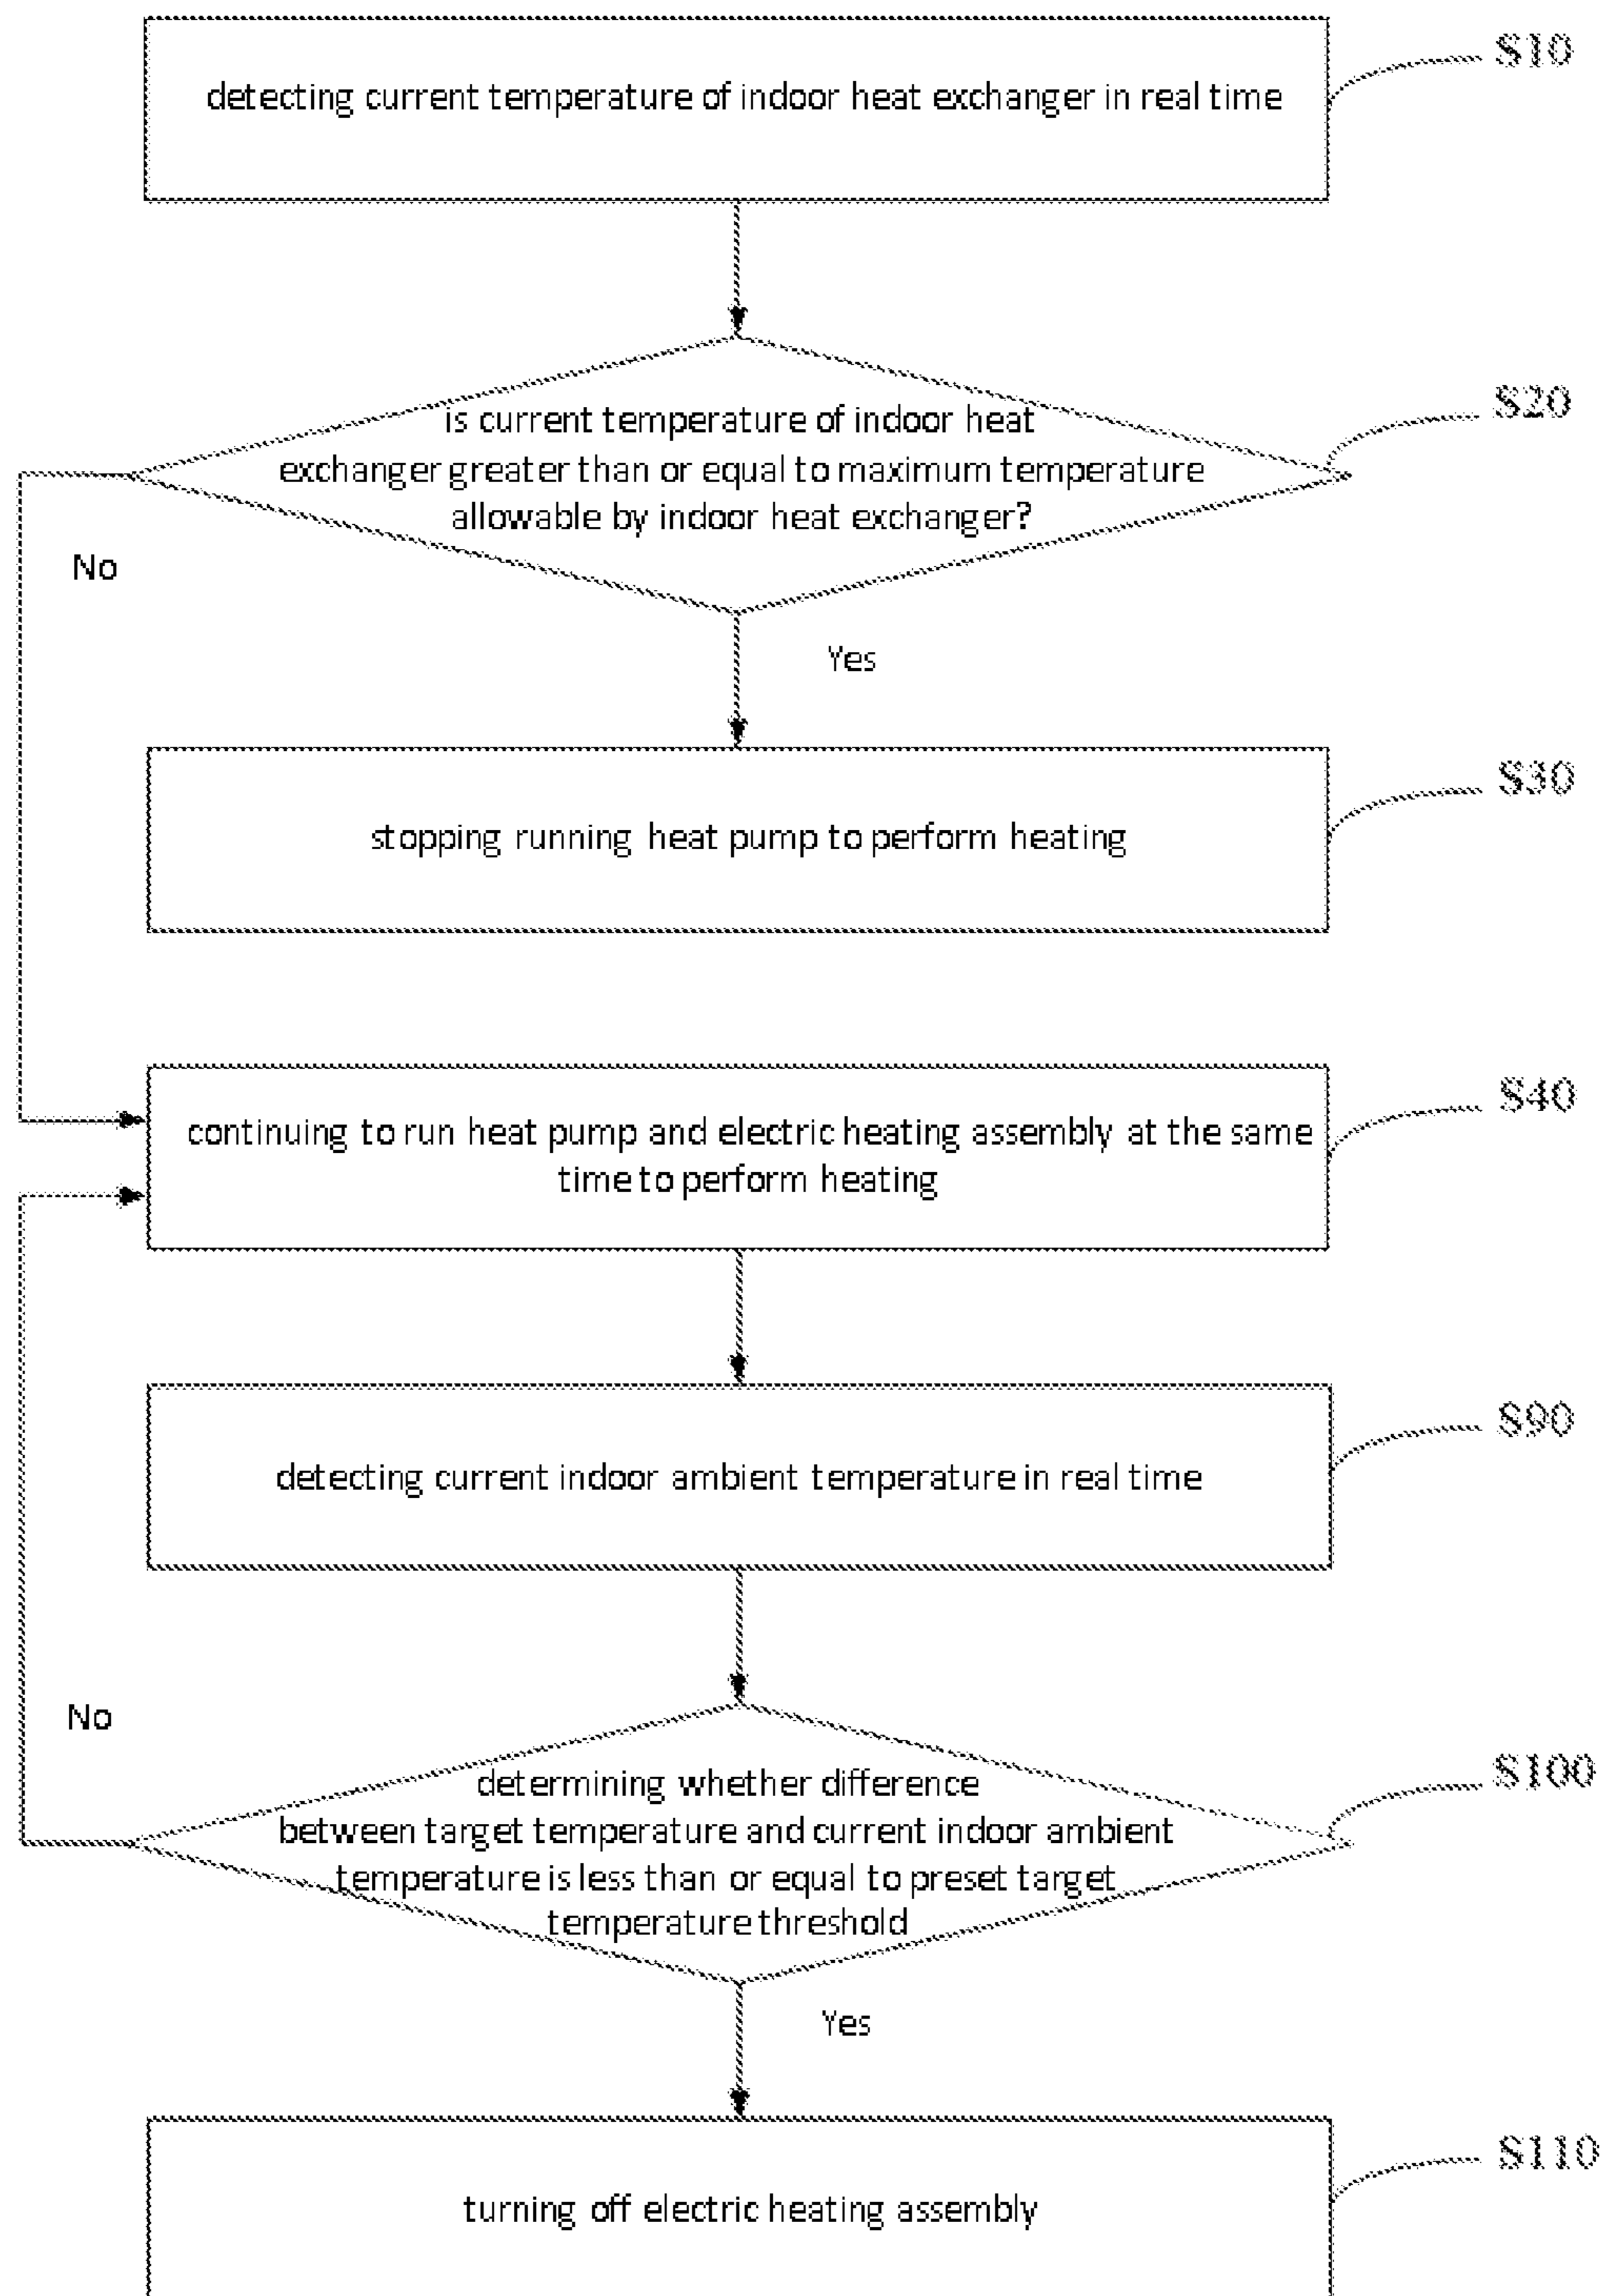 detecting current temperature of indoor heat exchanger in real time
S10
is current temperature of indoor heat
exchanger greater than or equal to maximum temperature
allowable by indoor heat exchanger?
S20
No
Yes
stopping running heat pump to perform heating
S30
continuing to run heat pump and electric heating assembly at the same
time to perform heating
S40
detecting current indoor ambient temperature in real time
S90
No
determining whether difference
between target temperature and current indoor ambient
temperature is less than or equal to preset target
temperature threshold
S100
Yes
turning off electric heating assembly
S110